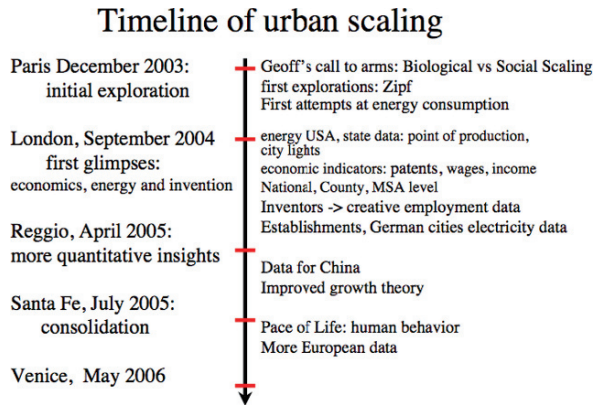 Timeline of urban scaling
Paris December 2003:
initial exploration
Geoff's call to arms: Biological vs Social Scaling
first explorations: Zipf
First attempts at energy consumption
London, September 2004
first glimpses:
economics, energy and invention
energy USA, state data: point of production,
city lights
economic indicators: patents, wages, income
National, County, MSA level
Inventors -> creative employment data
Establishments, German cities electricity data
Reggio, April 2005:
more quantitative insights
Data for China
Improved growth theory
Santa Fe, July 2005:
consolidation
Pace of Life: human behavior
More European data
Venice, May 2006